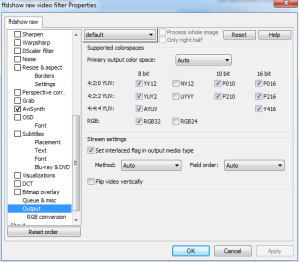 ffdshow raw video filter Properties
ffdshow raw
Sharpen
Warpsharp
DScaler filter
Noise
Resize & aspect
Borders
Settings
Perspective corr.
Grab
AviSynth
OSD
Font
Subtitles
Placement
Text
Font
Blu-ray & DVD
Visualizations
DCT
Bitmap overlay
Queue & misc
Output
RGB conversion
Reset order
default
Process whole image
Only right half
Reset
Help
Supported colorspaces
Primary output color space: Auto
8 bit 10 bit 16 bit
4:2:0 YUV: YV12 NV12 P010 P016
4:2:2 YUV: YUY2 UYVY P210 P216
4:4:4 YUV: AYUV Y416
RGB: RGB32 RGB24
Stream settings
Set interlaced flag in output media type
Method: Auto Field order: Auto
Flip video vertically
OK Cancel Apply